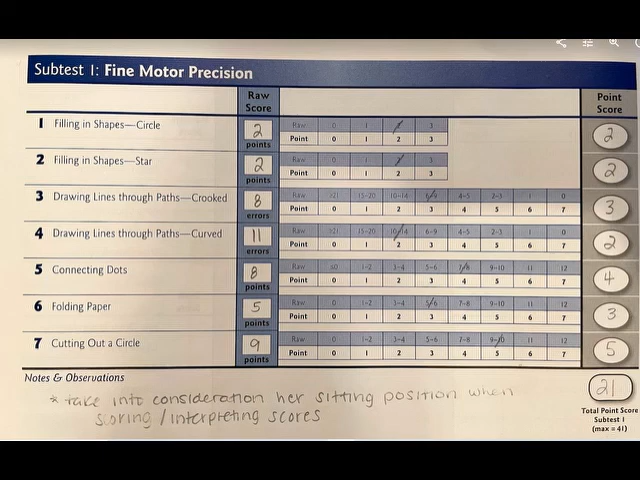 Subtest 1: Fine Motor Precision
Raw Score Point Score
1 Filling in Shapes—Circle 2 points Raw 0 1 2 3 2
Point 0 1 2 3
2 Filling in Shapes—Star 2 points Raw 0 1 2 3 2
Point 0 1 2 3
3 Drawing Lines through Paths—Crooked 8 errors Raw ≥21 15–20 10–14 6–9 4–5 2–3 1 0 3
Point 0 1 2 3 4 5 6 7
4 Drawing Lines through Paths—Curved 11 errors Raw ≥21 15–20 10–14 6–9 4–5 2–3 1 0 2
Point 0 1 2 3 4 5 6 7
5 Connecting Dots 8 points Raw 1–2 3–4 5–6 7–8 9–10 11 12 4
Point 0 1 2 3 4 5 6 7
6 Folding Paper 5 points Raw 0 1–2 3–4 5–6 7–8 9–10 11 12 3
Point 0 1 2 3 4 5 6 7
7 Cutting Out a Circle 9 points Raw 0 1–2 3–4 5–6 7–8 9–10 11 12 5
Point 0 1 2 3 4 5 6 7
Notes & Observations 21
* take into consideration her sitting position when
scoring/interpreting scores
Total Point Score
Subtest 1
(max = 41)